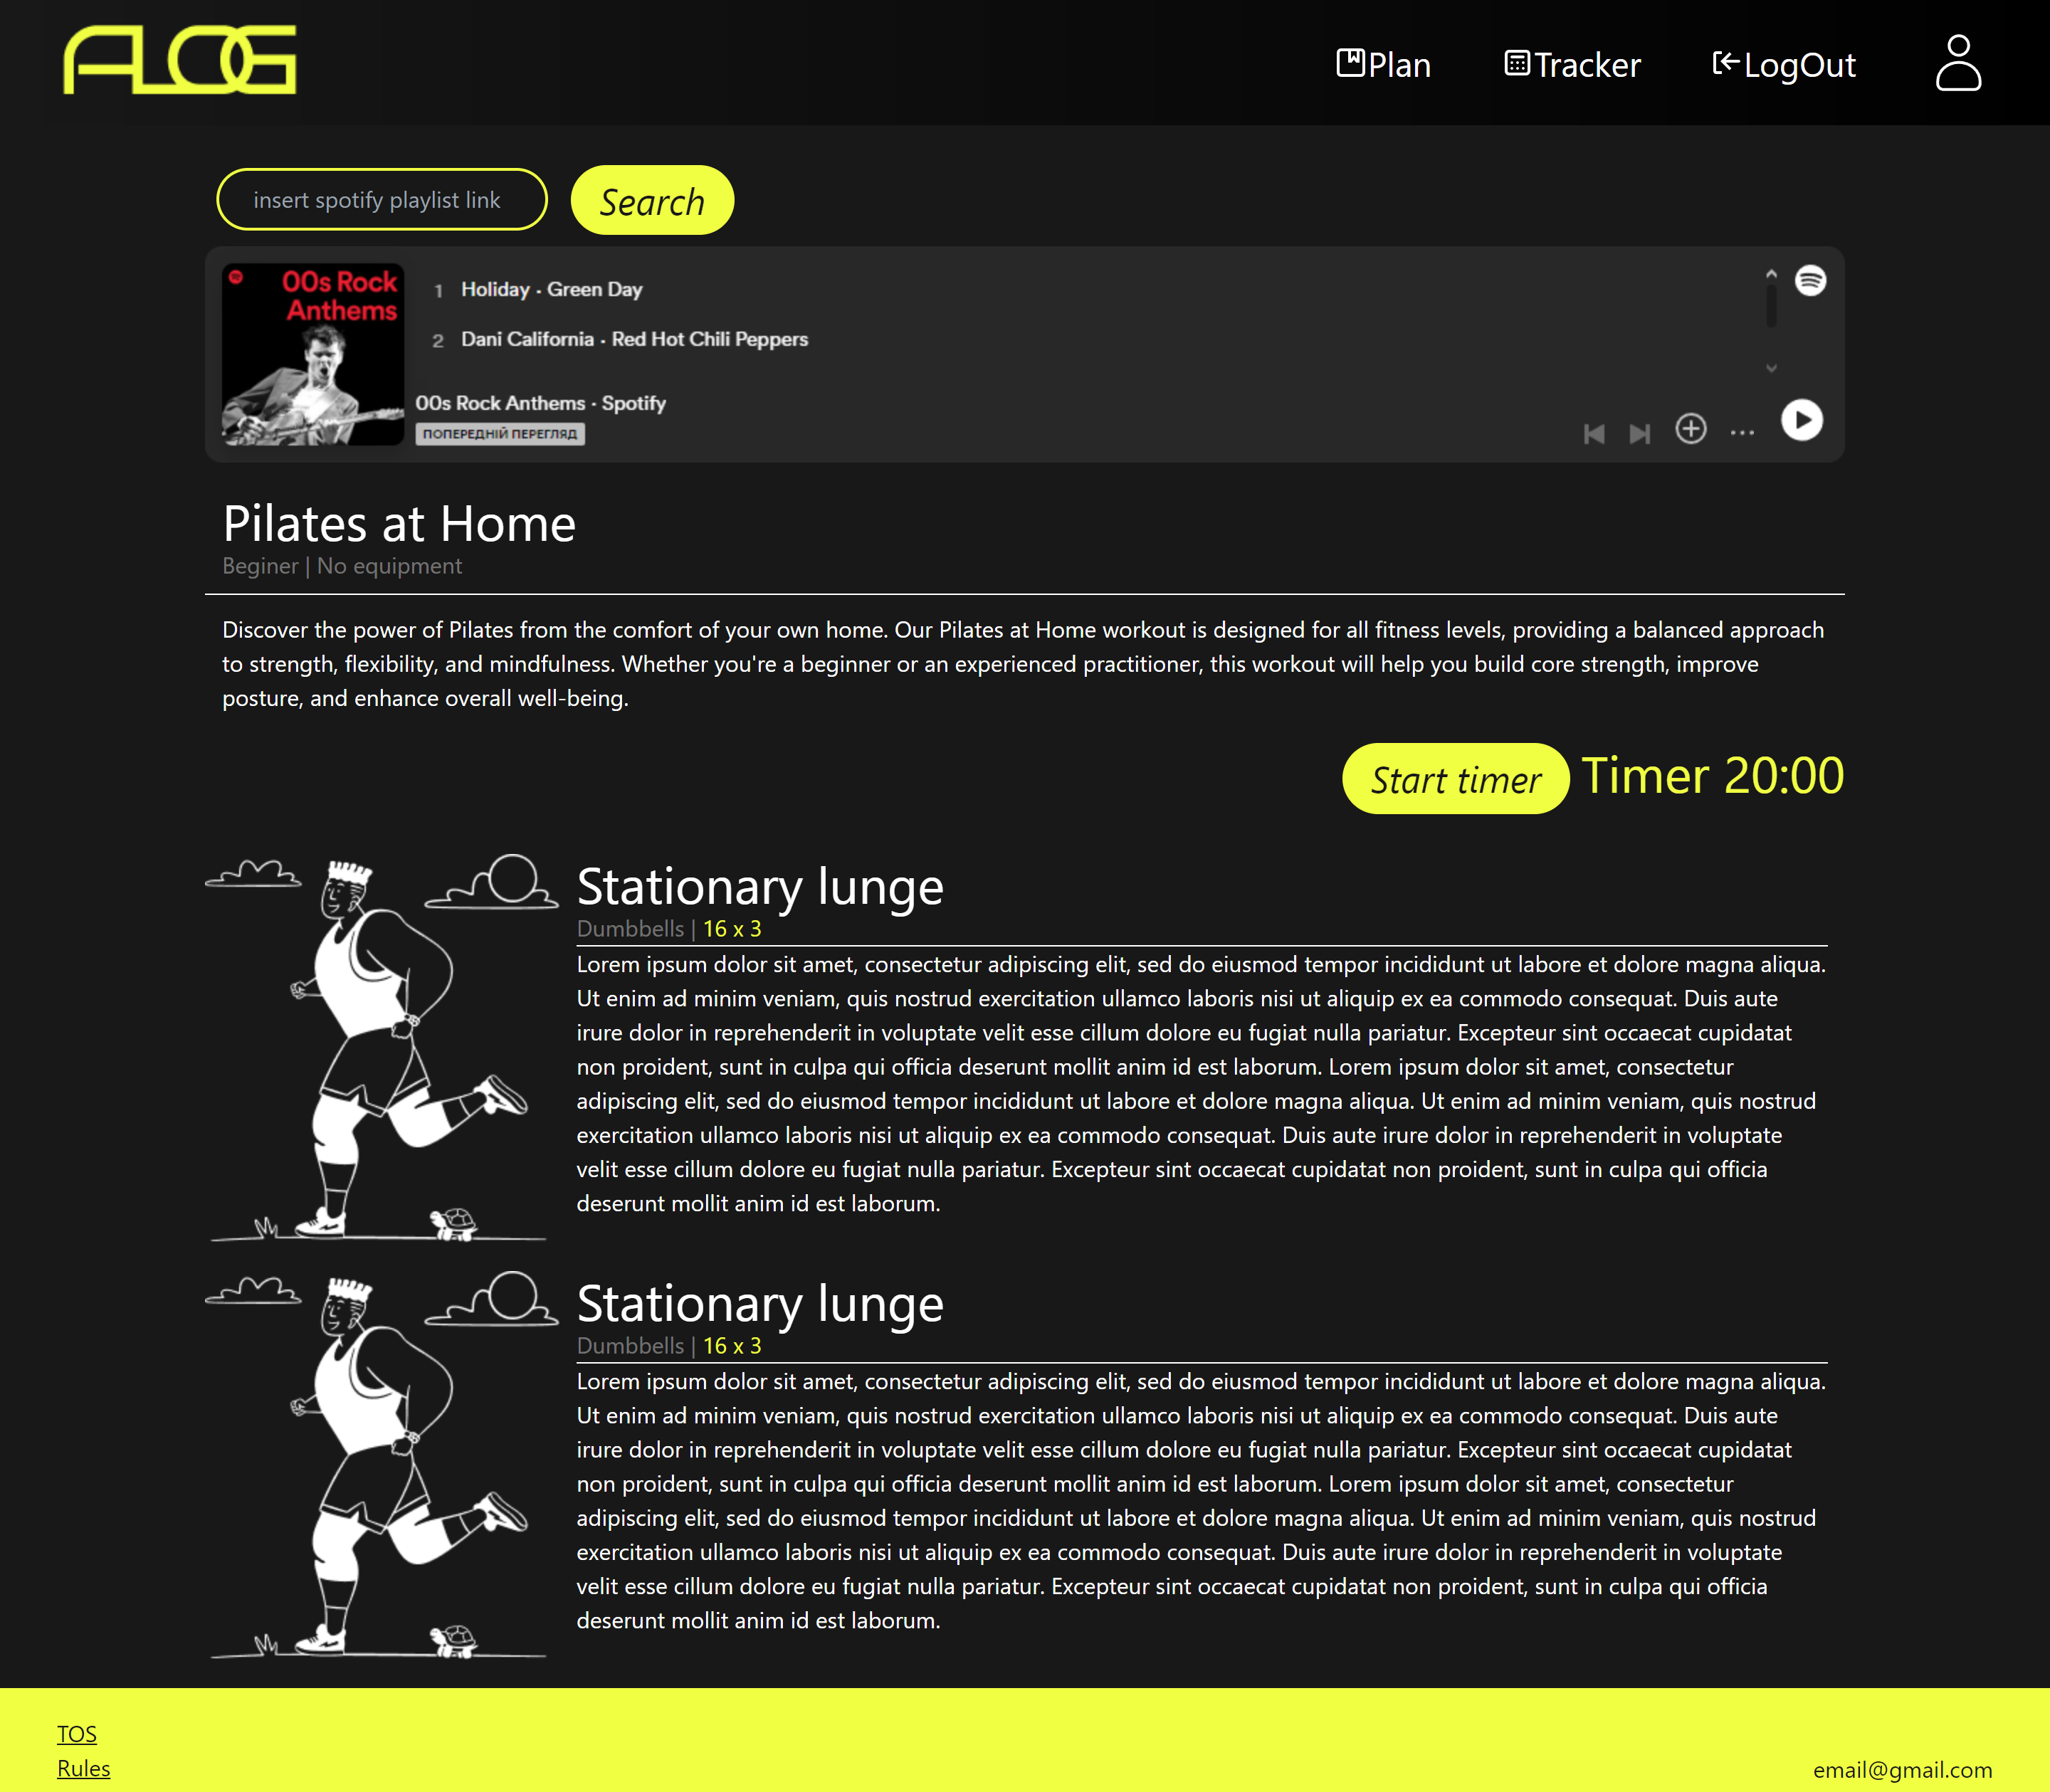 ALOG
Plan
Tracker
LogOut
insert spotify playlist link
Search
00s Rock
Anthems
1 Holiday · Green Day
2 Dani California · Red Hot Chili Peppers
00s Rock Anthems · Spotify
ПОПЕРЕДНІЙ ПЕРЕГЛЯД
Pilates at Home
Beginer | No equipment
Discover the power of Pilates from the comfort of your own home. Our Pilates at Home workout is designed for all fitness levels, providing a balanced approach
to strength, flexibility, and mindfulness. Whether you're a beginner or an experienced practitioner, this workout will help you build core strength, improve
posture, and enhance overall well-being.
Start timer
Timer 20:00
Stationary lunge
Dumbbells | 16 x 3
Lorem ipsum dolor sit amet, consectetur adipiscing elit, sed do eiusmod tempor incididunt ut labore et dolore magna aliqua.
Ut enim ad minim veniam, quis nostrud exercitation ullamco laboris nisi ut aliquip ex ea commodo consequat. Duis aute
irure dolor in reprehenderit in voluptate velit esse cillum dolore eu fugiat nulla pariatur. Excepteur sint occaecat cupidatat
non proident, sunt in culpa qui officia deserunt mollit anim id est laborum. Lorem ipsum dolor sit amet, consectetur
adipiscing elit, sed do eiusmod tempor incididunt ut labore et dolore magna aliqua. Ut enim ad minim veniam, quis nostrud
exercitation ullamco laboris nisi ut aliquip ex ea commodo consequat. Duis aute irure dolor in reprehenderit in voluptate
velit esse cillum dolore eu fugiat nulla pariatur. Excepteur sint occaecat cupidatat non proident, sunt in culpa qui officia
deserunt mollit anim id est laborum.
Stationary lunge
Dumbbells | 16 x 3
Lorem ipsum dolor sit amet, consectetur adipiscing elit, sed do eiusmod tempor incididunt ut labore et dolore magna aliqua.
Ut enim ad minim veniam, quis nostrud exercitation ullamco laboris nisi ut aliquip ex ea commodo consequat. Duis aute
irure dolor in reprehenderit in voluptate velit esse cillum dolore eu fugiat nulla pariatur. Excepteur sint occaecat cupidatat
non proident, sunt in culpa qui officia deserunt mollit anim id est laborum. Lorem ipsum dolor sit amet, consectetur
adipiscing elit, sed do eiusmod tempor incididunt ut labore et dolore magna aliqua. Ut enim ad minim veniam, quis nostrud
exercitation ullamco laboris nisi ut aliquip ex ea commodo consequat. Duis aute irure dolor in reprehenderit in voluptate
velit esse cillum dolore eu fugiat nulla pariatur. Excepteur sint occaecat cupidatat non proident, sunt in culpa qui officia
deserunt mollit anim id est laborum.
TOS
Rules
email@gmail.com